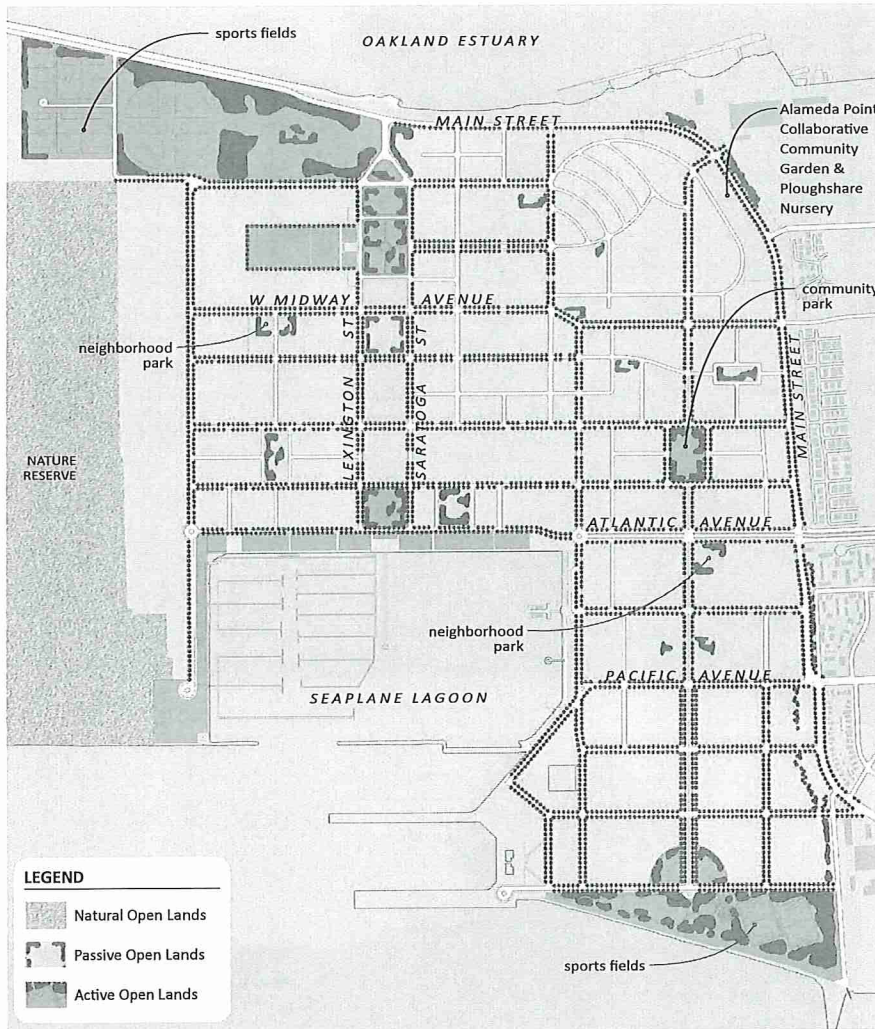 sports fields
OAKLAND ESTUARY
MAIN STREET
Alameda Point
Collaborative
Community
Garden &
Ploughshare
Nursery
W MIDWAY AVENUE
community
park
neighborhood
park
LEXINGTON ST
SARATOGA ST
MAIN STREET
NATURE
RESERVE
ATLANTIC AVENUE
neighborhood
park
PACIFIC AVENUE
SEAPLANE LAGOON
LEGEND
Natural Open Lands
Passive Open Lands
Active Open Lands
sports fields